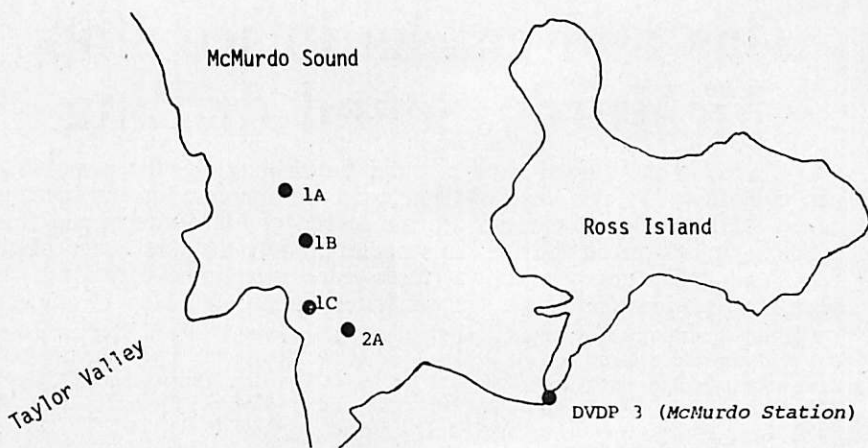 McMurdo Sound
1A
1B
Ross Island
1C
2A
Taylor Valley
DVDP 3 (McMurdo Station)